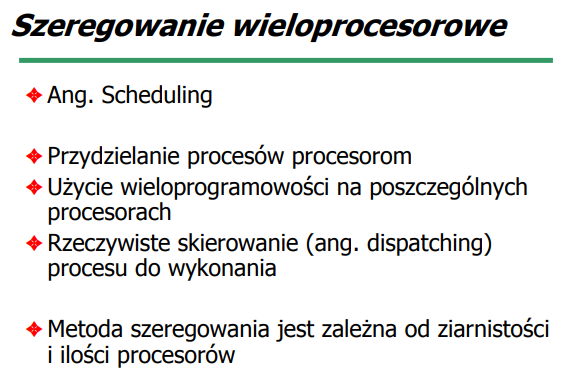 Szeregowanie wieloprocesorowe
Ang. Scheduling
Przydzielanie procesów procesorom
Użycie wieloprogramowości na poszczególnych
procesorach
Rzeczywiste skierowanie (ang. dispatching)
procesu do wykonania
Metoda szeregowania jest zależna od ziarnistości
i ilości procesorów